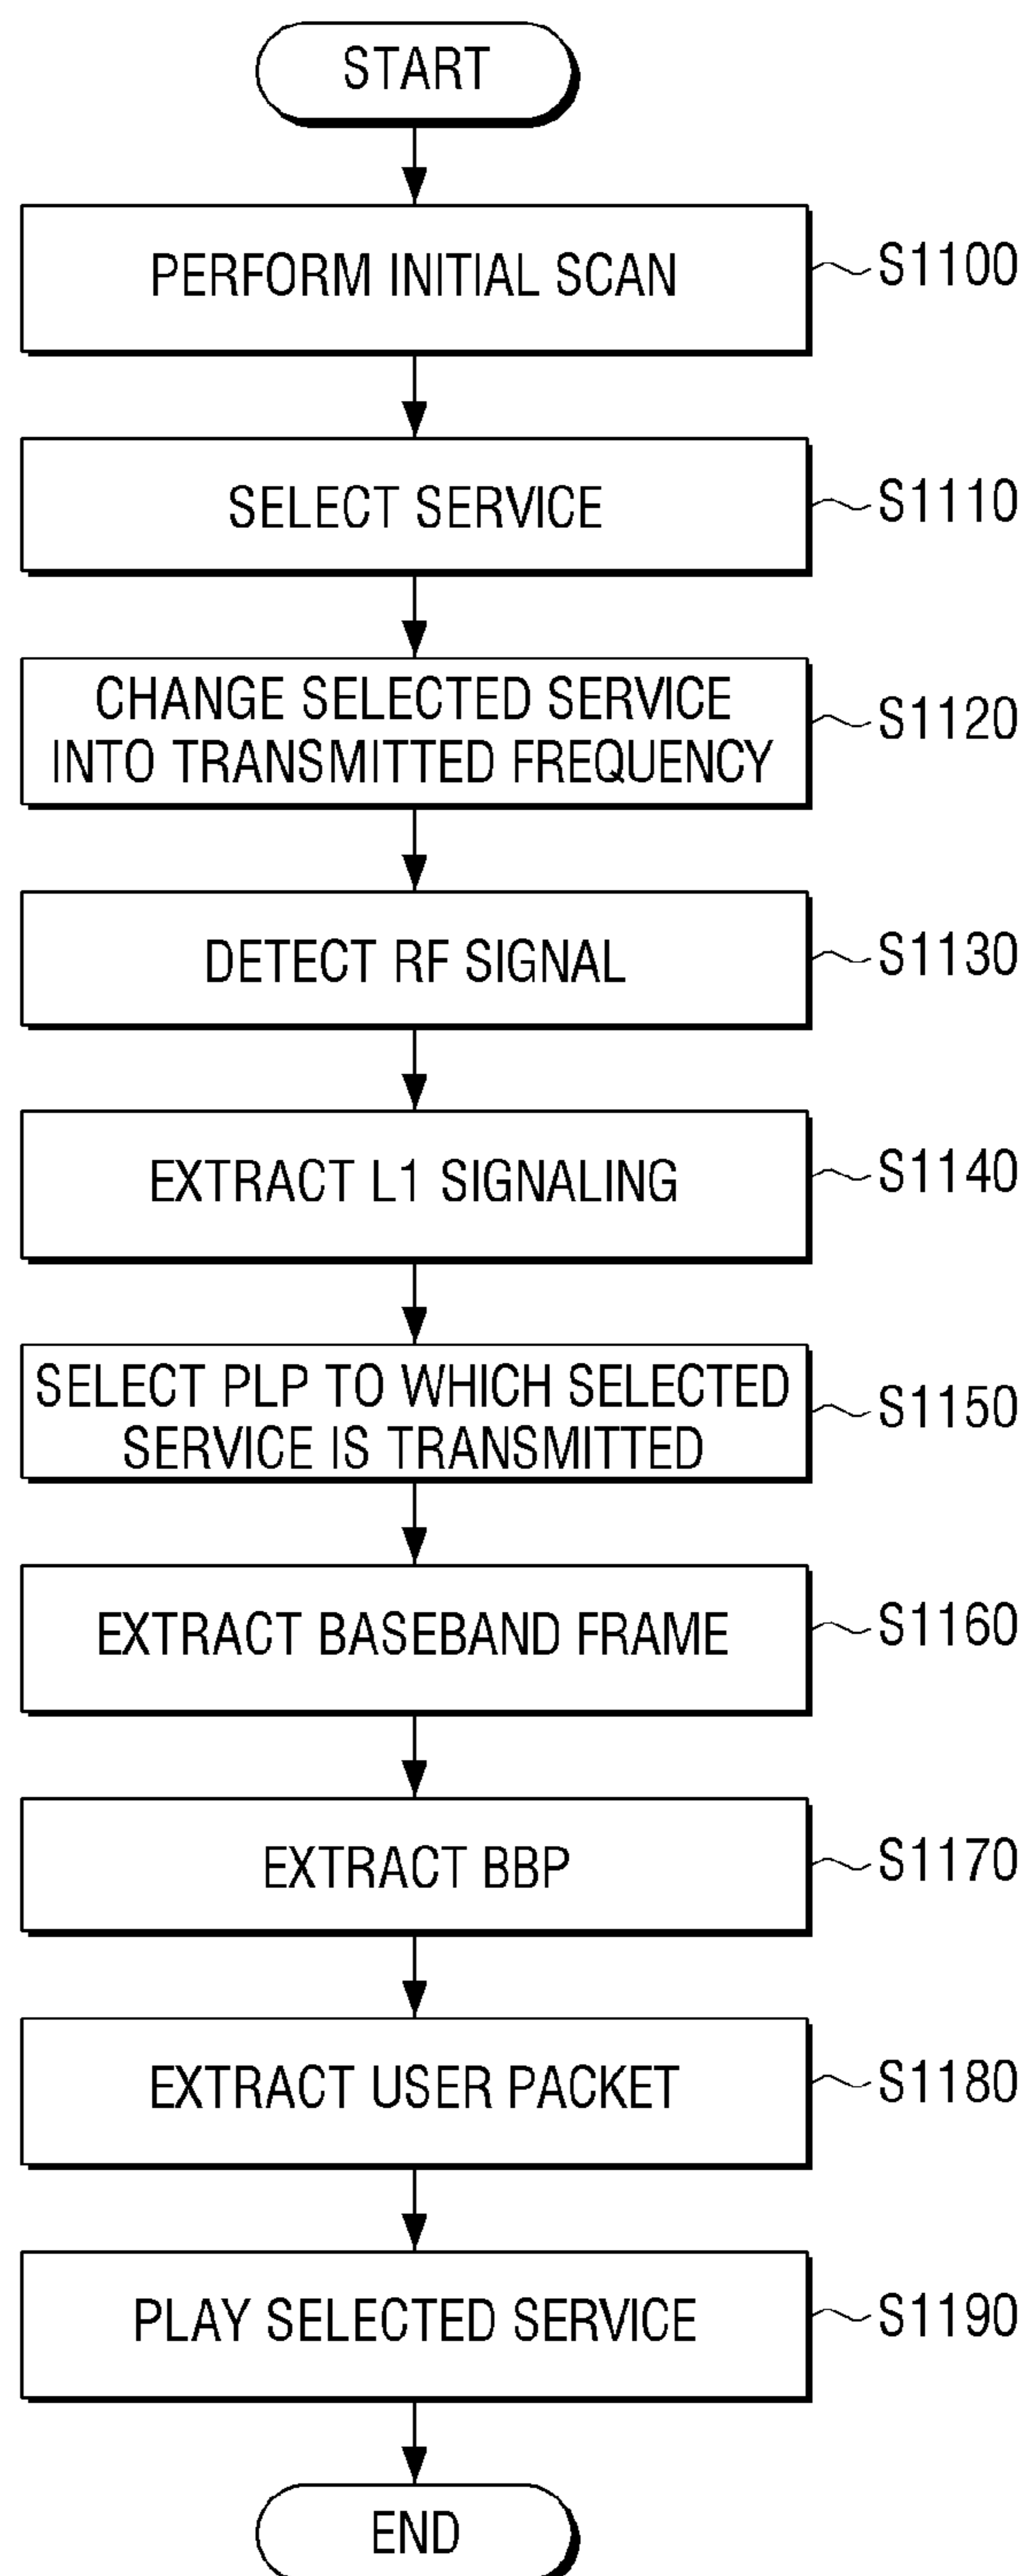 START
PERFORM INITIAL SCAN
S1100
SELECT SERVICE
S1110
CHANGE SELECTED SERVICE
INTO TRANSMITTED FREQUENCY
S1120
DETECT RF SIGNAL
S1130
EXTRACT L1 SIGNALING
S1140
SELECT PLP TO WHICH SELECTED
SERVICE IS TRANSMITTED
S1150
EXTRACT BASEBAND FRAME
S1160
EXTRACT BBP
S1170
EXTRACT USER PACKET
S1180
PLAY SELECTED SERVICE
S1190
END